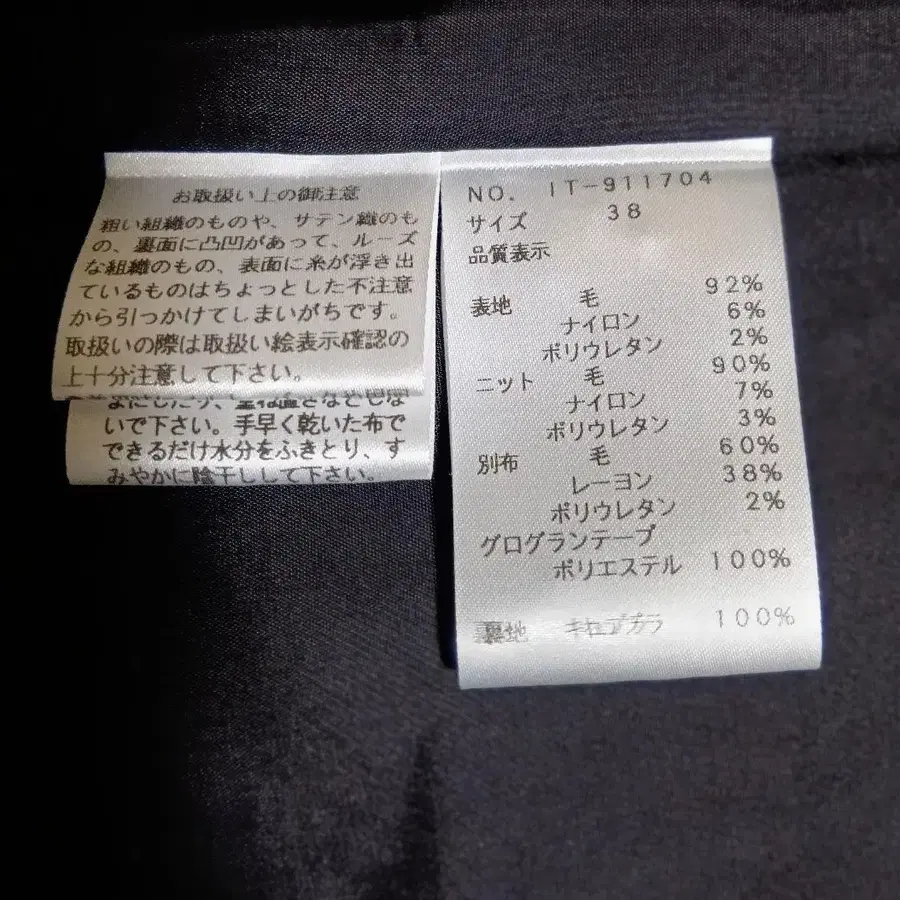 お取扱い上の御注意
粗い組織のものや、サテン織のも
の、裏面に凸凹があって、ルーズ
な組織のもの、表面に糸が浮き出
ているものはちょっとした不注意
から引っかけてしまいがちです。
取扱いの際は取扱い絵表示確認の
上十分注意して下さい。
いで下さい。手早く乾いた布で
できるだけ水分をふきとり、す
みやかに陰干しして下さい。
NO. IT-911704
サイズ 38
品質表示
表地 毛 92%
ナイロン 6%
ポリウレタン 2%
ニット 毛 90%
ナイロン 7%
ポリウレタン 3%
別布 毛 60%
レーヨン 38%
ポリウレタン 2%
グログランテープ
ポリエステル 100%
裏地 100%